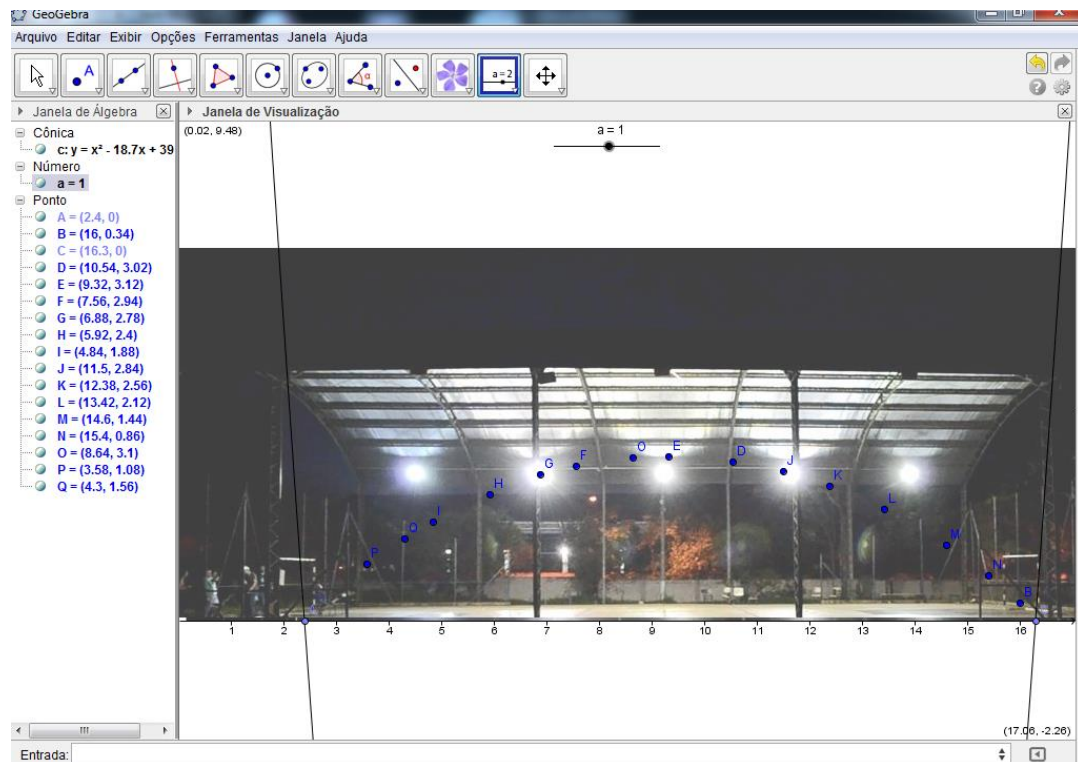 GeoGebra
Arquivo Editar Exibir Opções Ferramentas Janela Ajuda
A
α
a=2
Janela de Álgebra
Janela de Visualização
Cônica
c: y = x² - 18.7x + 39
Número
a = 1
Ponto
A = (2.4, 0)
B = (16, 0.34)
C = (16.3, 0)
D = (10.54, 3.02)
E = (9.32, 3.12)
F = (7.56, 2.94)
G = (6.88, 2.78)
H = (5.92, 2.4)
I = (4.84, 1.88)
J = (11.5, 2.84)
K = (12.38, 2.56)
L = (13.42, 2.12)
M = (14.6, 1.44)
N = (15.4, 0.86)
O = (8.64, 3.1)
P = (3.58, 1.08)
Q = (4.3, 1.56)
(0.02, 9.48)
a = 1
O E
F D
G J
H K
I L
Q M
P N
B
1 2 3 4 5 6 7 8 9 10 11 12 13 14 15 16
(17.06, -2.26)
Entrada: